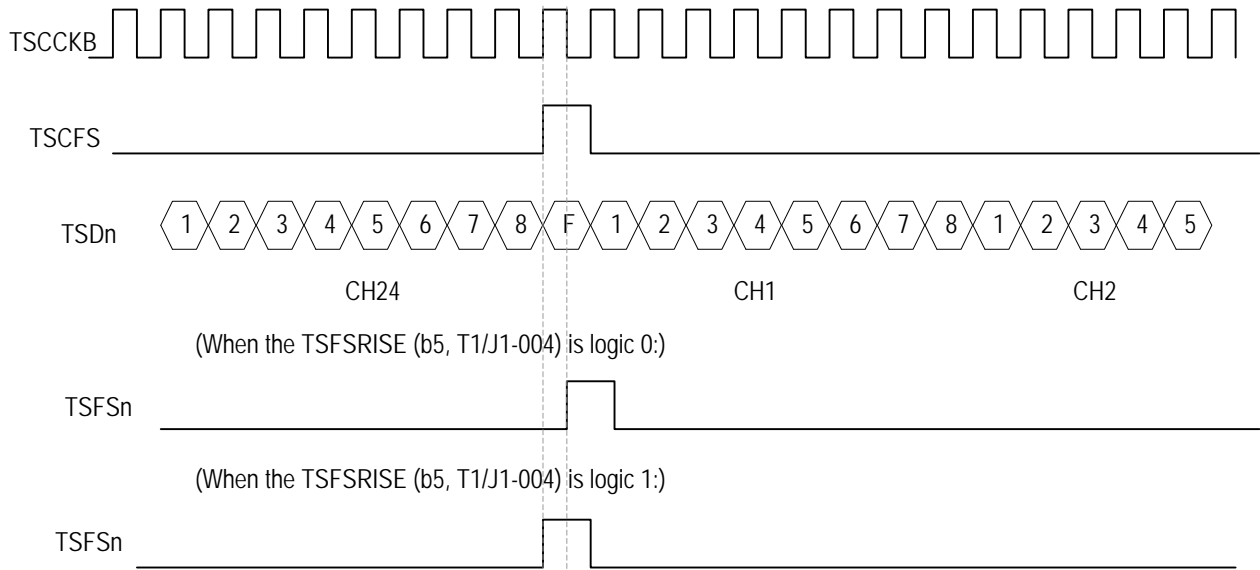 TSCCKB
TSCFS
TSDn 1 2 3 4 5 6 7 8 F 1 2 3 4 5 6 7 8 1 2 3 4 5
CH24 CH1 CH2
(When the TSFSRISE (b5, T1/J1-004) is logic 0:)
TSFSn
(When the TSFSRISE (b5, T1/J1-004) is logic 1:)
TSFSn